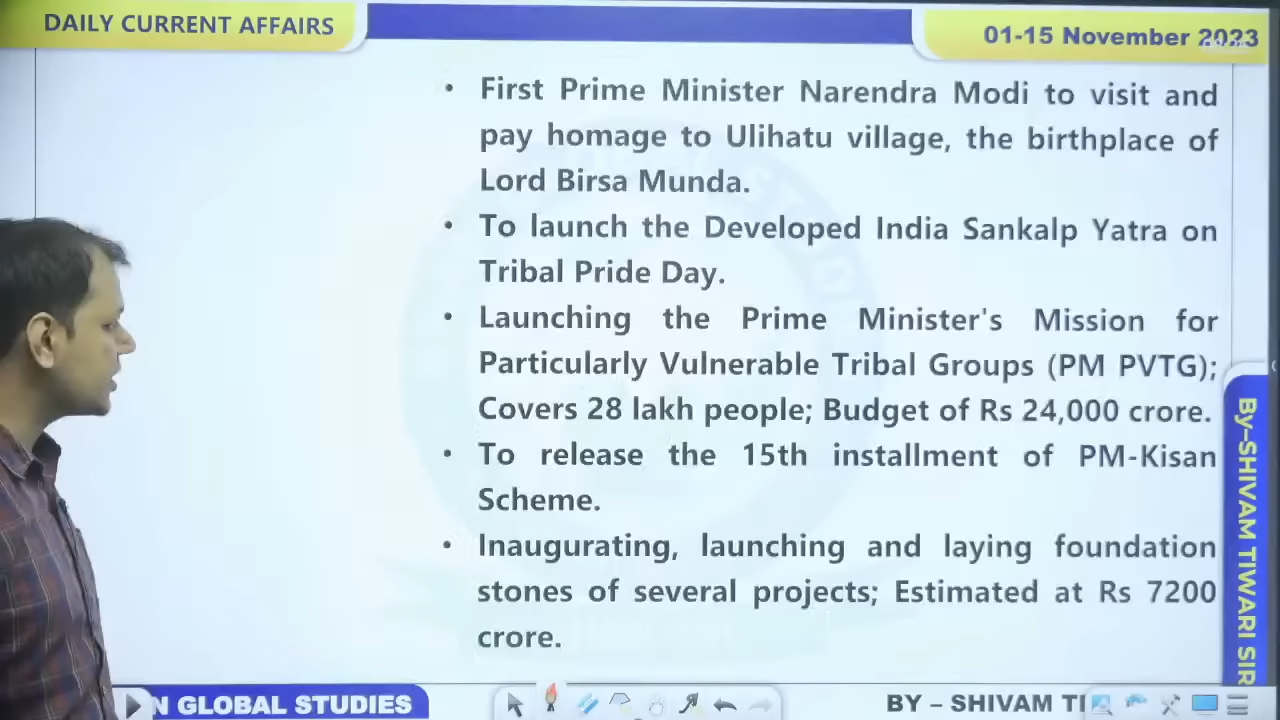 DAILY CURRENT AFFAIRS
01-15 November 2023
• First Prime Minister Narendra Modi to visit and
pay homage to Ulihatu village, the birthplace of
Lord Birsa Munda.
• To launch the Developed India Sankalp Yatra on
Tribal Pride Day.
• Launching the Prime Minister's Mission for
Particularly Vulnerable Tribal Groups (PM PVTG);
Covers 28 lakh people; Budget of Rs 24,000 crore.
• To release the 15th installment of PM-Kisan
Scheme.
• Inaugurating, launching and laying foundation
stones of several projects; Estimated at Rs 7200
crore.
By-SHIVAM TIWARI SIR
N GLOBAL STUDIES
BY – SHIVAM TI